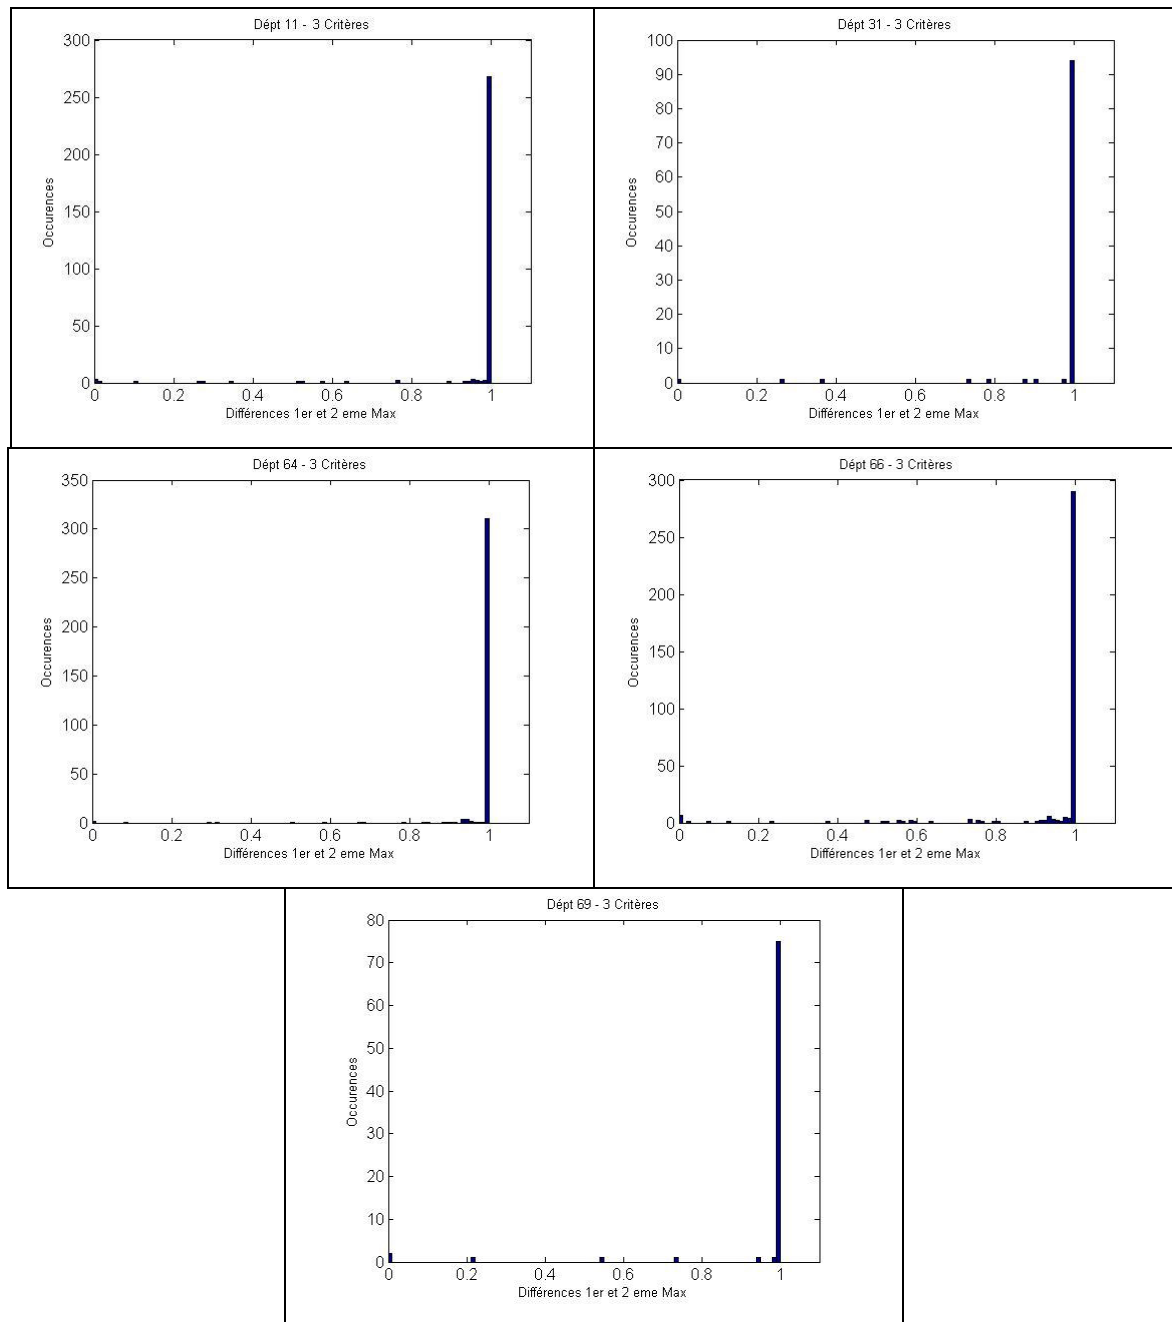 Dépt 11 - 3 Critères
300
250
200
150
100
50
0
Occurences
0 0.2 0.4 0.6 0.8 1
Différences 1er et 2 eme Max
Dépt 31 - 3 Critères
100
90
80
70
60
50
40
30
20
10
0
Occurences
0 0.2 0.4 0.6 0.8 1
Différences 1er et 2 eme Max
Dépt 64 - 3 Critères
350
300
250
200
150
100
50
0
Occurences
0 0.2 0.4 0.6 0.8 1
Différences 1er et 2 eme Max
Dépt 66 - 3 Critères
300
250
200
150
100
50
0
Occurences
0 0.2 0.4 0.6 0.8 1
Différences 1er et 2 eme Max
Dépt 69 - 3 Critères
80
70
60
50
40
30
20
10
0
Occurences
0 0.2 0.4 0.6 0.8 1
Différences 1er et 2 eme Max